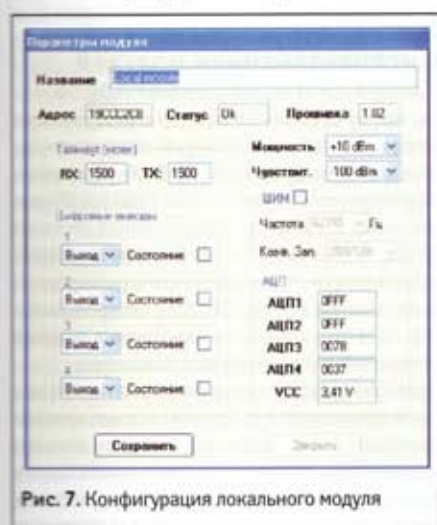 Параметры модуля
Название Local module
Адрес Статус Ok Прошивка 1.02
Таймаут (мсек)
RX: 1500 TX: 1500
Мощность +10 dBm
Чувствит. 100 dBm
ШИМ
Частота Гц
Коэф. Зап.
Цифровые
1
Выход Состояние
2
Выход Состояние
3
Выход Состояние
4
Выход Состояние
АЦП
АЦП1 0FFF
АЦП2 0FFF
АЦП3 0078
АЦП4 0037
VCC 3,41 V
Сохранить Закрыть
Рис. 7. Конфигурация локального модуля